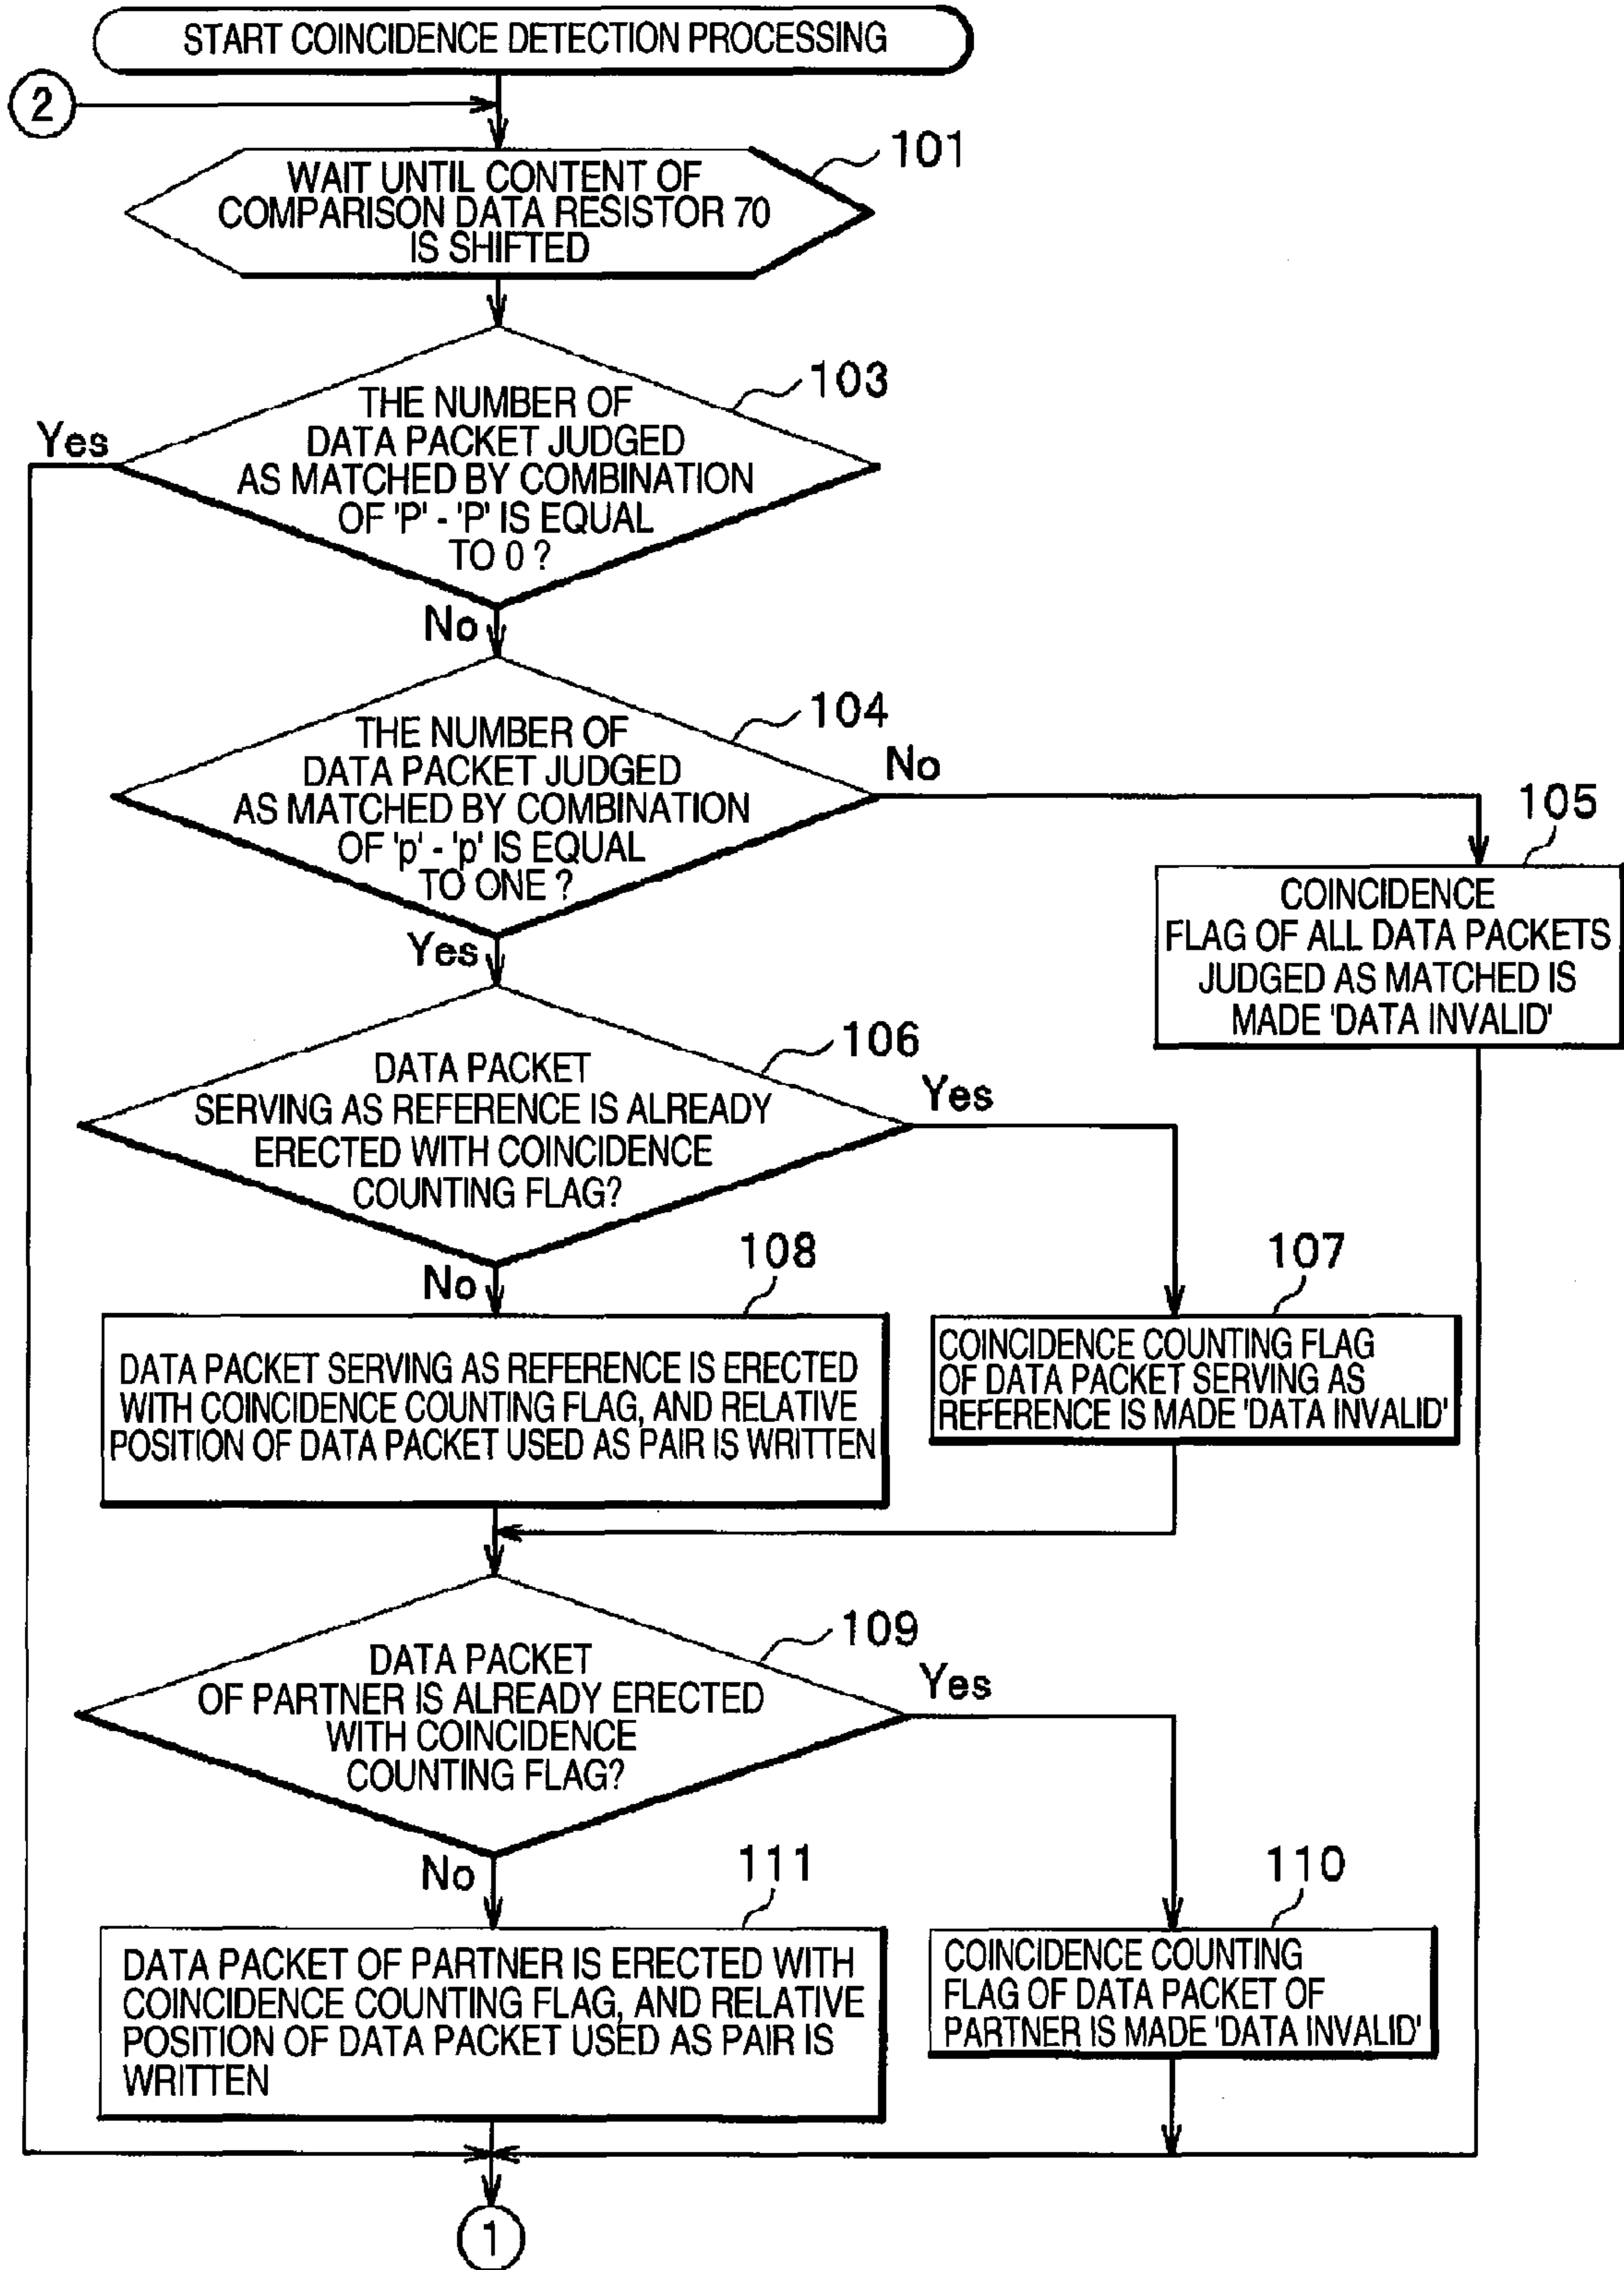 START COINCIDENCE DETECTION PROCESSING
2
101
WAIT UNTIL CONTENT OF
COMPARISON DATA RESISTOR 70
IS SHIFTED
103
THE NUMBER OF
DATA PACKET JUDGED
AS MATCHED BY COMBINATION
OF 'P' - 'P' IS EQUAL
TO 0 ?
Yes
No
104
THE NUMBER OF
DATA PACKET JUDGED
AS MATCHED BY COMBINATION
OF 'p' - 'p' IS EQUAL
TO ONE ?
No
Yes
105
COINCIDENCE
FLAG OF ALL DATA PACKETS
JUDGED AS MATCHED IS
MADE 'DATA INVALID'
106
DATA PACKET
SERVING AS REFERENCE IS ALREADY
ERECTED WITH COINCIDENCE
COUNTING FLAG?
Yes
No
108
DATA PACKET SERVING AS REFERENCE IS ERECTED
WITH COINCIDENCE COUNTING FLAG, AND RELATIVE
POSITION OF DATA PACKET USED AS PAIR IS WRITTEN
107
COINCIDENCE COUNTING FLAG
OF DATA PACKET SERVING AS
REFERENCE IS MADE 'DATA INVALID'
109
DATA PACKET
OF PARTNER IS ALREADY ERECTED
WITH COINCIDENCE
COUNTING FLAG?
Yes
No
111
DATA PACKET OF PARTNER IS ERECTED WITH
COINCIDENCE COUNTING FLAG, AND RELATIVE
POSITION OF DATA PACKET USED AS PAIR IS
WRITTEN
110
COINCIDENCE COUNTING
FLAG OF DATA PACKET OF
PARTNER IS MADE 'DATA INVALID'
1